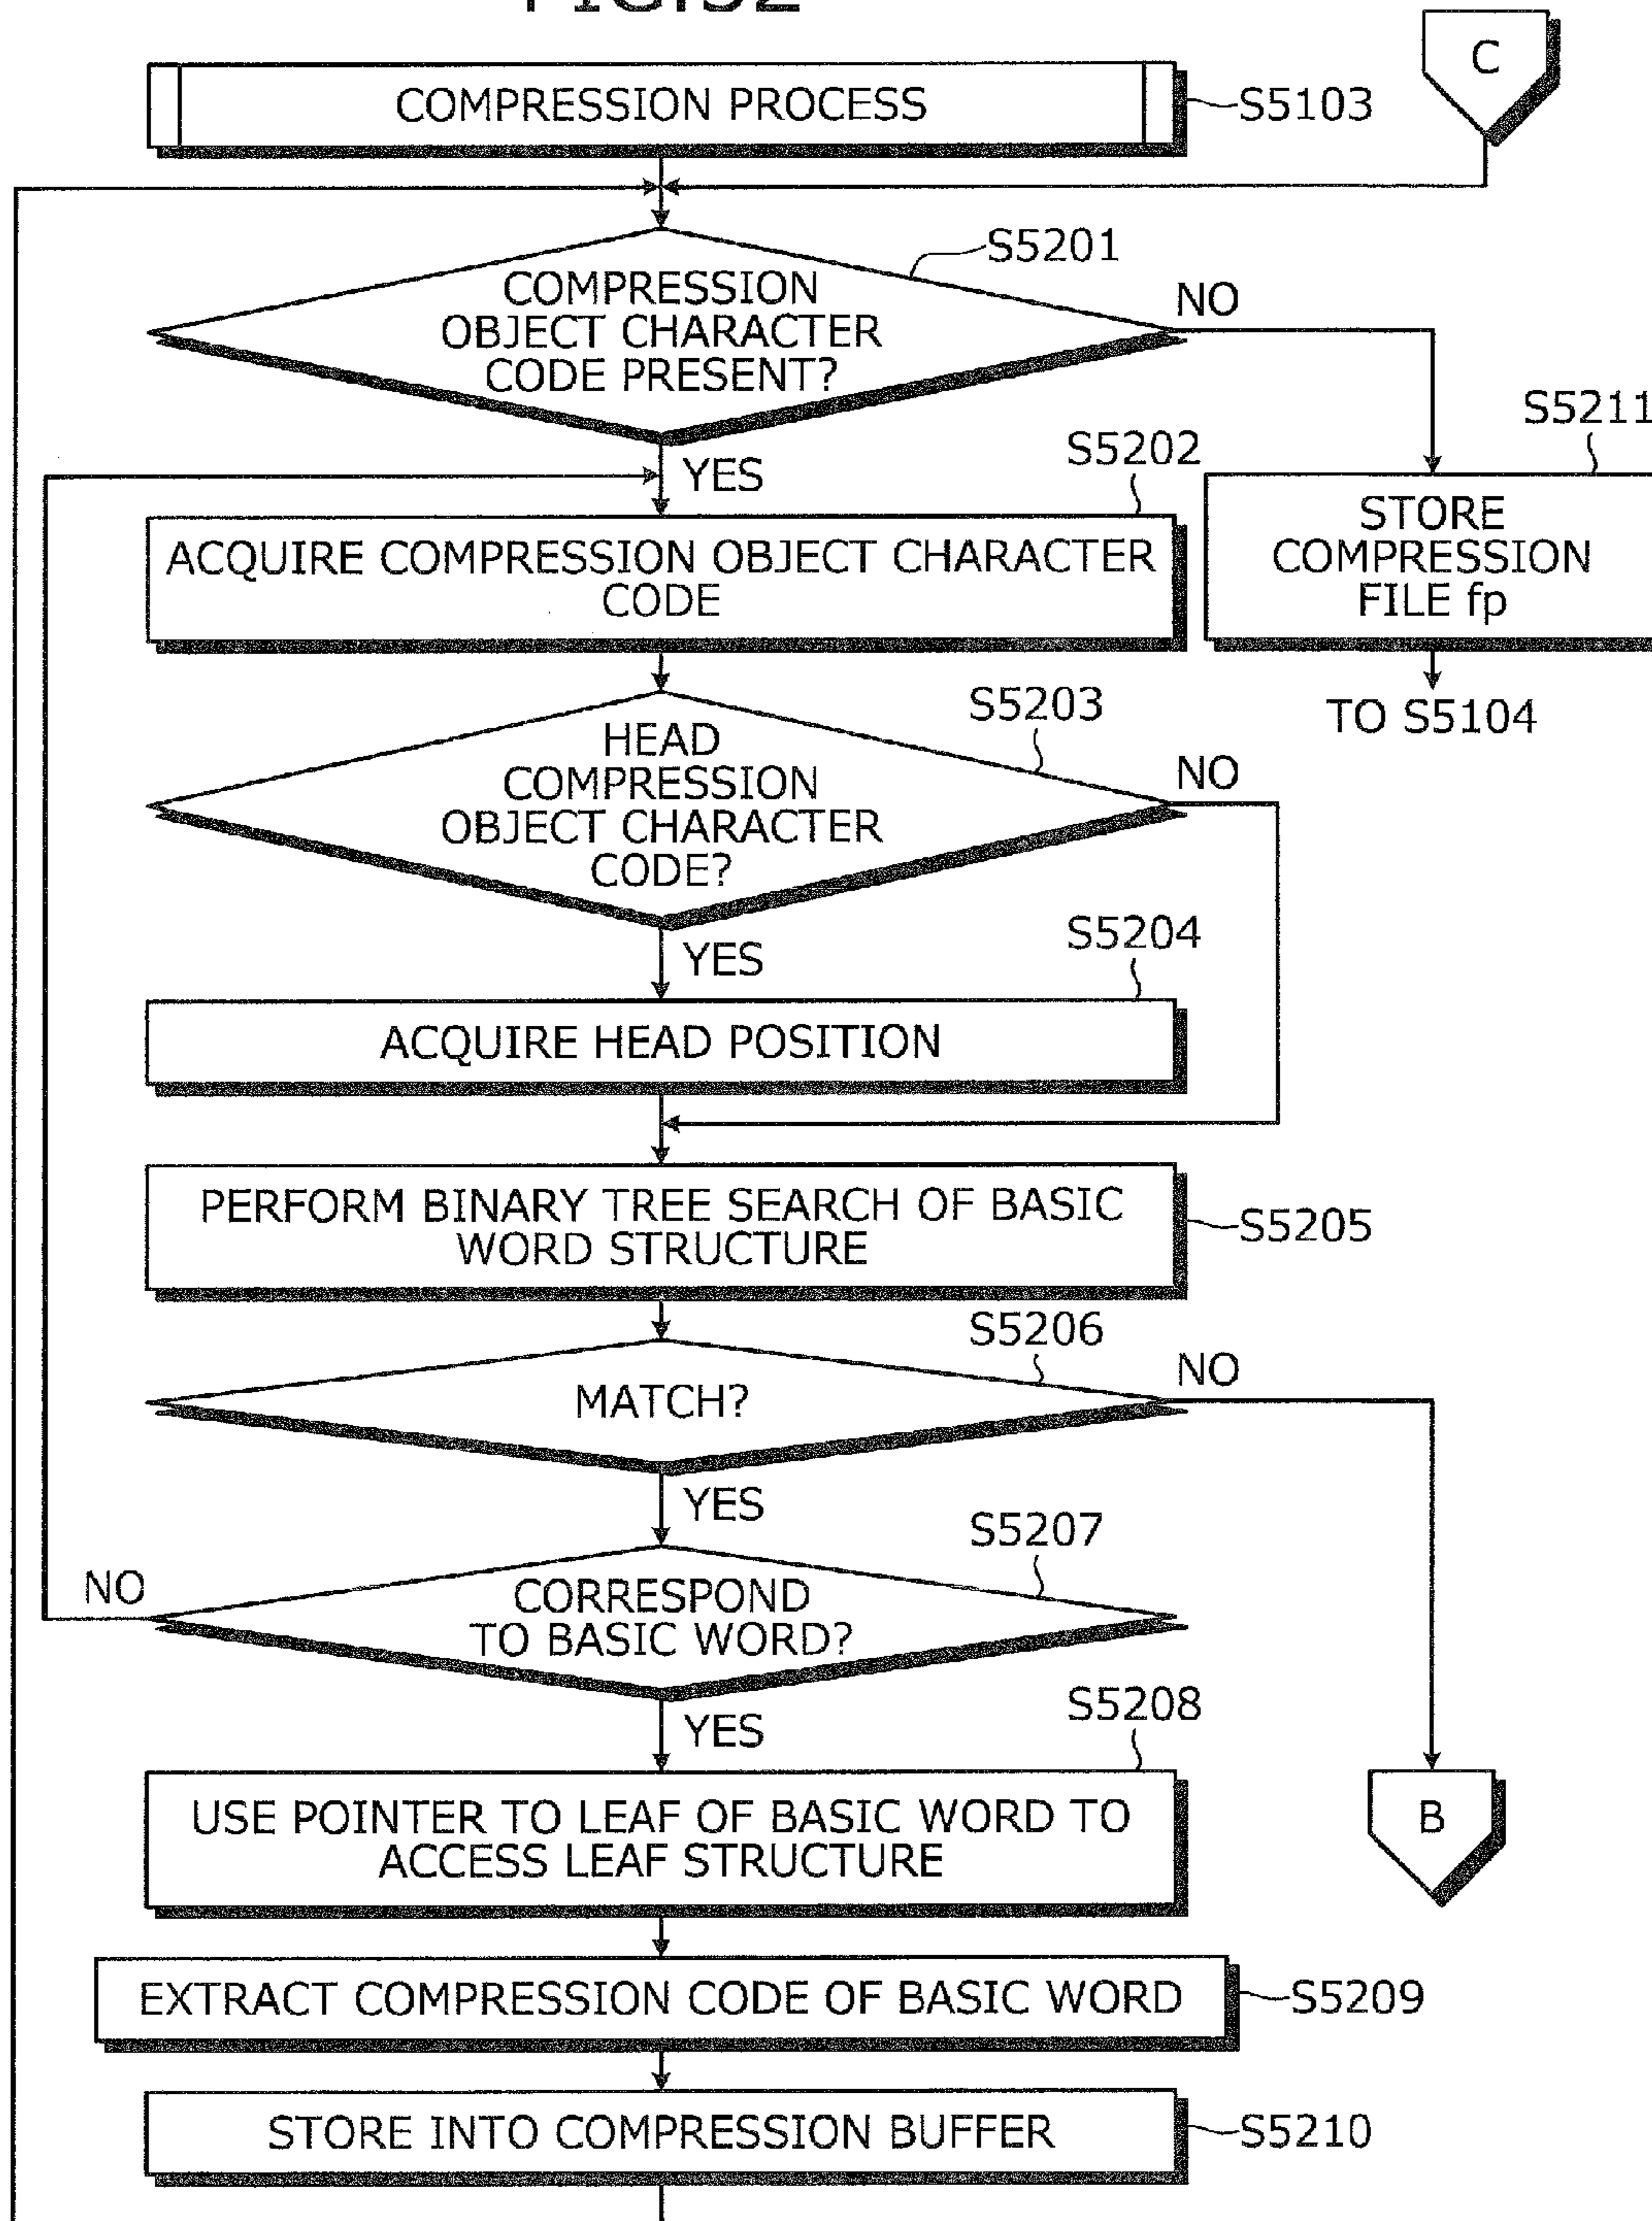 C
COMPRESSION PROCESS
S5103
S5201
COMPRESSION
OBJECT CHARACTER
CODE PRESENT?
NO
S5211
YES
S5202
STORE
COMPRESSION
FILE fp
ACQUIRE COMPRESSION OBJECT CHARACTER
CODE
TO S5104
S5203
HEAD
COMPRESSION
OBJECT CHARACTER
CODE?
NO
S5204
YES
ACQUIRE HEAD POSITION
PERFORM BINARY TREE SEARCH OF BASIC
WORD STRUCTURE
S5205
S5206
MATCH?
NO
YES
S5207
NO
CORRESPOND
TO BASIC WORD?
S5208
YES
USE POINTER TO LEAF OF BASIC WORD TO
ACCESS LEAF STRUCTURE
B
EXTRACT COMPRESSION CODE OF BASIC WORD
S5209
STORE INTO COMPRESSION BUFFER
S5210